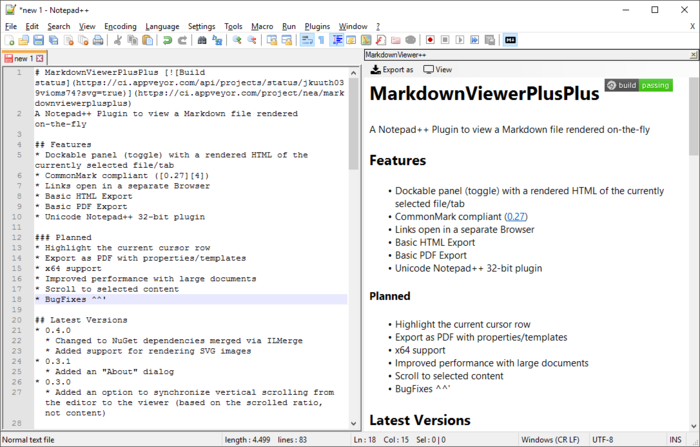 *new 1 - Notepad++
File Edit Search View Encoding Language Settings Tools Macro Run Plugins Window ? X
new 1
MarkdownViewer++
1 # MarkdownViewerPlusPlus [![Build
status](https://ci.appveyor.com/api/projects/status/jkuuth03
9vioms74?svg=true)](https://ci.appveyor.com/project/nea/mark
downviewerplusplus)
2 A Notepad++ Plugin to view a Markdown file rendered
on-the-fly
3
4 ## Features
5 * Dockable panel (toggle) with a rendered HTML of the
currently selected file/tab
6 * CommonMark compliant ([0.27][4])
7 * Links open in a separate Browser
8 * Basic HTML Export
9 * Basic PDF Export
10 * Unicode Notepad++ 32-bit plugin
11
12 ### Planned
13 * Highlight the current cursor row
14 * Export as PDF with properties/templates
15 * x64 support
16 * Improved performance with large documents
17 * Scroll to selected content
18 * BugFixes ^^'
19
20 ## Latest Versions
21 * 0.4.0
22 * Changed to NuGet dependencies merged via ILMerge
23 * Added support for rendering SVG images
24 * 0.3.1
25 * Added an "About" dialog
26 * 0.3.0
27 * Added an option to synchronize vertical scrolling from
the editor to the viewer (based on the scrolled ratio,
not content)
28
Export as View
MarkdownViewerPlusPlus build passing
A Notepad++ Plugin to view a Markdown file rendered on-the-fly
Features
• Dockable panel (toggle) with a rendered HTML of the currently
selected file/tab
• CommonMark compliant (0.27)
• Links open in a separate Browser
• Basic HTML Export
• Basic PDF Export
• Unicode Notepad++ 32-bit plugin
Planned
• Highlight the current cursor row
• Export as PDF with properties/templates
• x64 support
• Improved performance with large documents
• Scroll to selected content
• BugFixes ^^'
Latest Versions
Normal text file length : 4.499 lines : 83 Ln : 18 Col : 15 Sel : 0 | 0 Windows (CR LF) UTF-8 INS